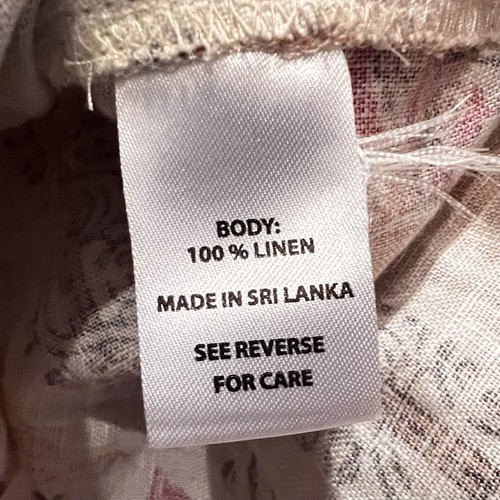 BODY:
100 % LINEN
MADE IN SRI LANKA
SEE REVERSE
FOR CARE